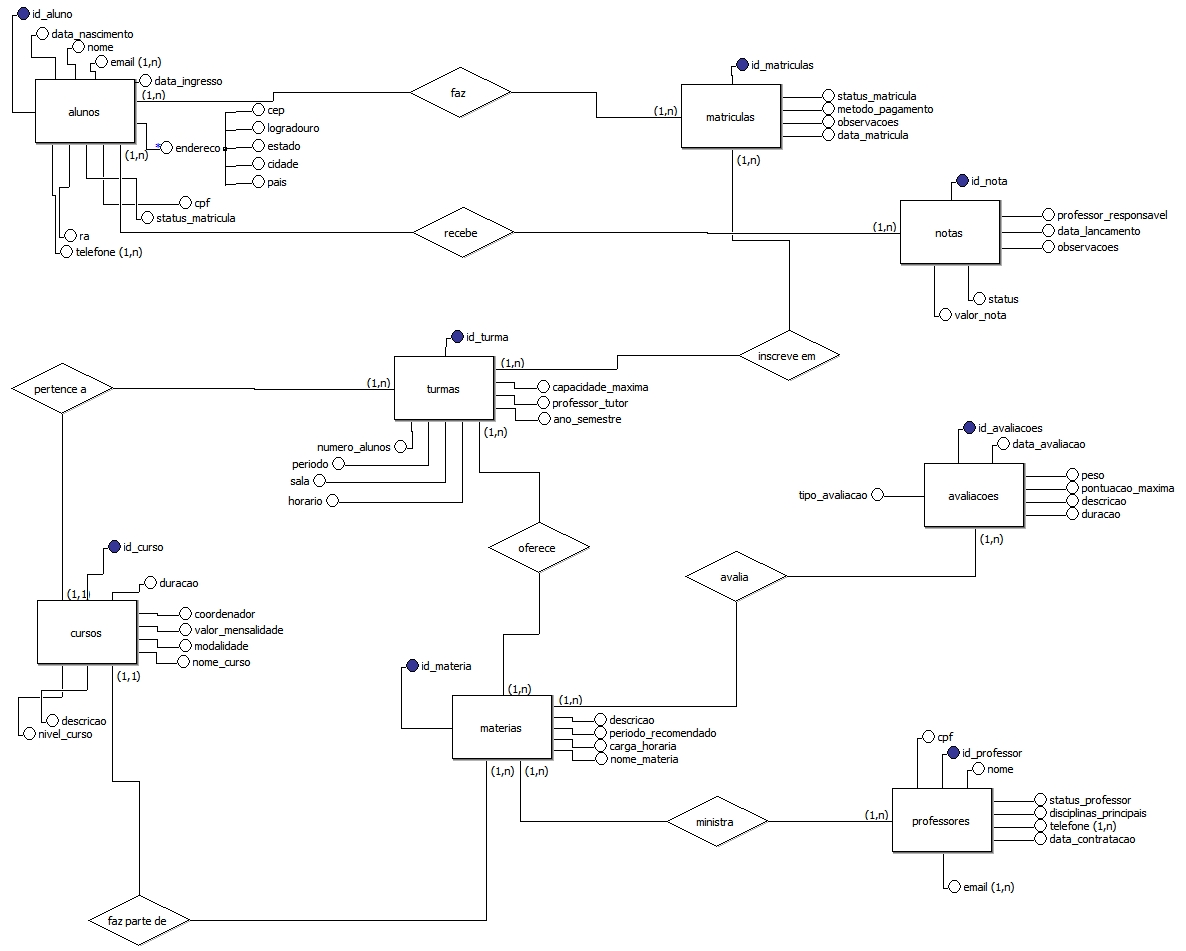 id_aluno
data_nascimento
nome
email (1,n)
data_ingresso
(1,n)
alunos
(1,n)
* endereco
cep
logradouro
estado
cidade
pais
cpf
status_matricula
ra
telefone (1,n)
faz
id_matriculas
(1,n)
matriculas
status_matricula
metodo_pagamento
observacoes
data_matricula
(1,n)
recebe
id_nota
(1,n)
notas
professor_responsavel
data_lancamento
observacoes
status
valor_nota
inscreve em
id_turma
(1,n)
(1,n)
turmas
capacidade_maxima
professor_tutor
ano_semestre
(1,n)
numero_alunos
periodo
sala
horario
pertence a
id_avaliacoes
data_avaliacao
tipo_avaliacao
avaliacoes
peso
pontuacao_maxima
descricao
duracao
(1,n)
oferece
avalia
id_curso
duracao
(1,1)
cursos
coordenador
valor_mensalidade
modalidade
nome_curso
(1,1)
descricao
nivel_curso
id_materia
(1,n)
(1,n)
materias
descricao
periodo_recomendado
carga_horaria
nome_materia
(1,n)
(1,n)
ministra
cpf
id_professor
nome
(1,n)
professores
status_professor
disciplinas_principais
telefone (1,n)
data_contratacao
email (1,n)
faz parte de